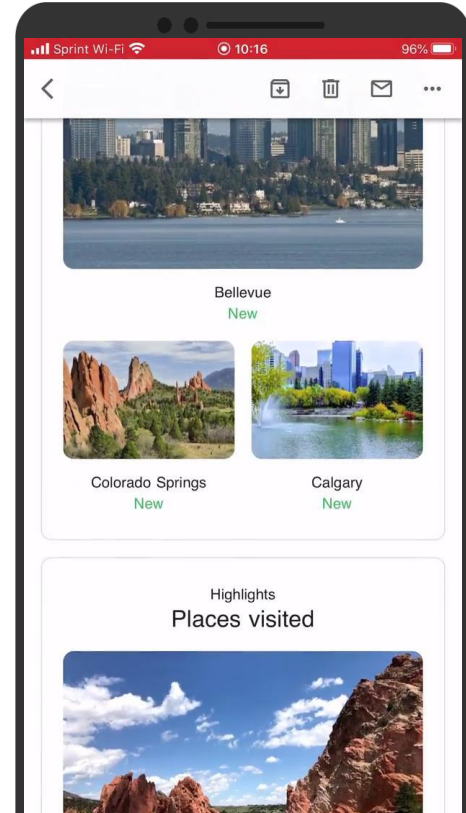 Sprint Wi-Fi 10:16 96%
Bellevue
New
Colorado Springs Calgary
New New
Highlights
Places visited